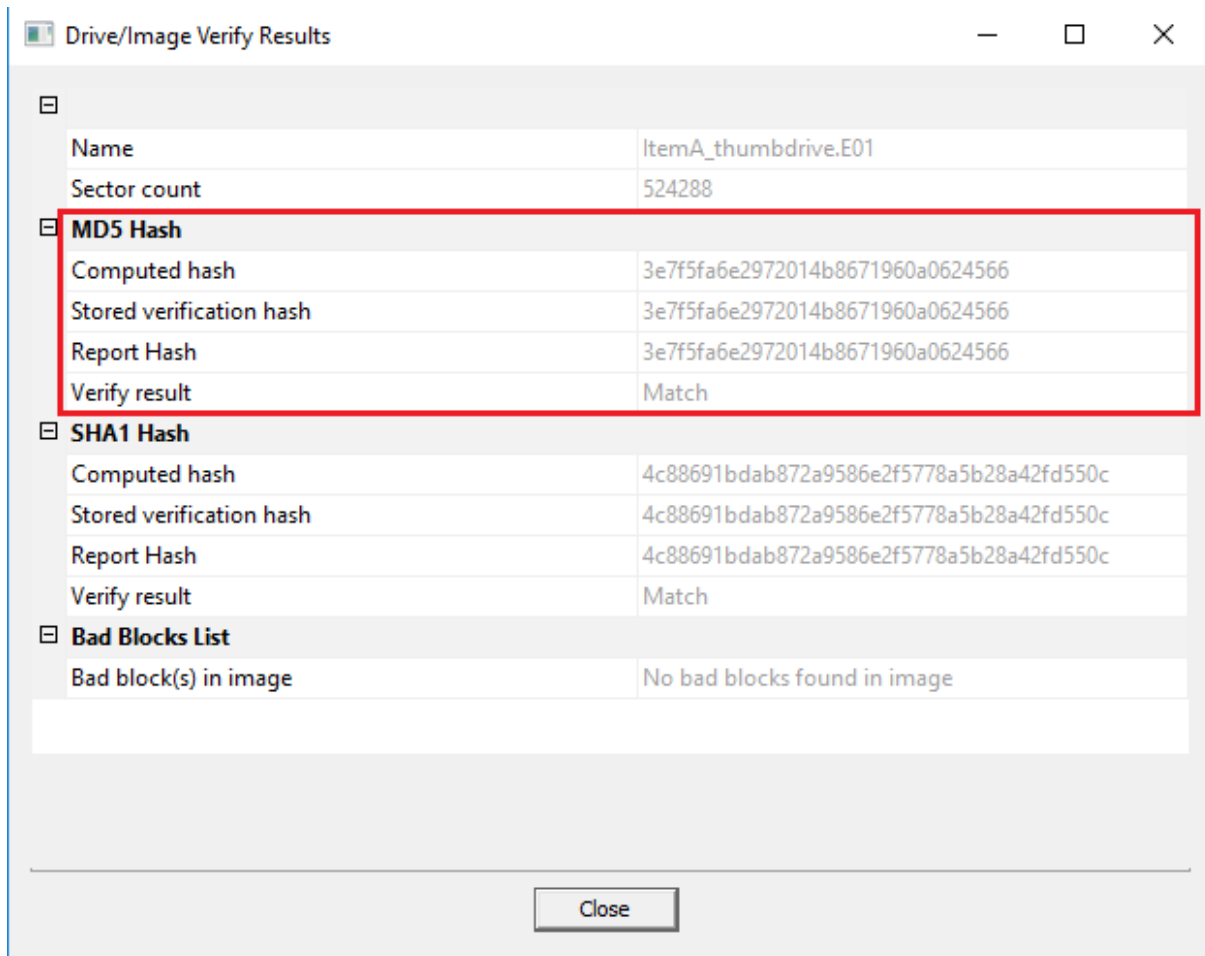 Drive/Image Verify Results
Name ItemA_thumbdrive.E01
Sector count 524288
MD5 Hash
Computed hash 3e7f5fa6e2972014b8671960a0624566
Stored verification hash 3e7f5fa6e2972014b8671960a0624566
Report Hash 3e7f5fa6e2972014b8671960a0624566
Verify result Match
SHA1 Hash
Computed hash 4c88691bdab872a9586e2f5778a5b28a42fd550c
Stored verification hash 4c88691bdab872a9586e2f5778a5b28a42fd550c
Report Hash 4c88691bdab872a9586e2f5778a5b28a42fd550c
Verify result Match
Bad Blocks List
Bad block(s) in image No bad blocks found in image
Close